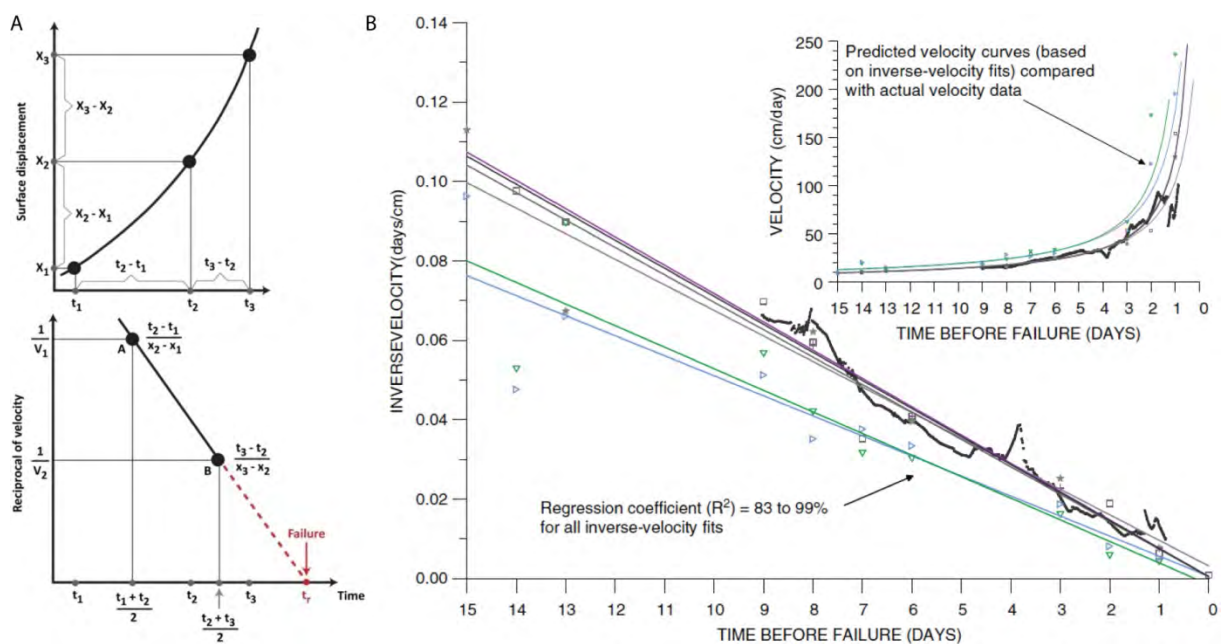 A
Surface displacement
X₃
X₃ - X₂
X₂
X₂ - X₁
X₁
t₂ - t₁
t₃ - t₂
t₁
t₂
t₃
Reciprocal of velocity
1
V₁
A
t₂ - t₁
x₂ - x₁
1
V₂
B
t₃ - t₂
x₃ - x₂
Failure
t₁
t₁ + t₂
2
t₂
t₂ + t₃
2
t₃
tᵣ
Time
B
INVERSEVELOCITY(days/cm)
0.14
0.12
0.10
0.08
0.06
0.04
0.02
0.00
15 14 13 12 11 10 9 8 7 6 5 4 3 2 1 0
TIME BEFORE FAILURE (DAYS)
Regression coefficient (R²) = 83 to 99%
for all inverse-velocity fits
VELOCITY (cm/day)
250
200
150
100
50
0
Predicted velocity curves (based
on inverse-velocity fits) compared
with actual velocity data
15 14 13 12 11 10 9 8 7 6 5 4 3 2 1 0
TIME BEFORE FAILURE (DAYS)